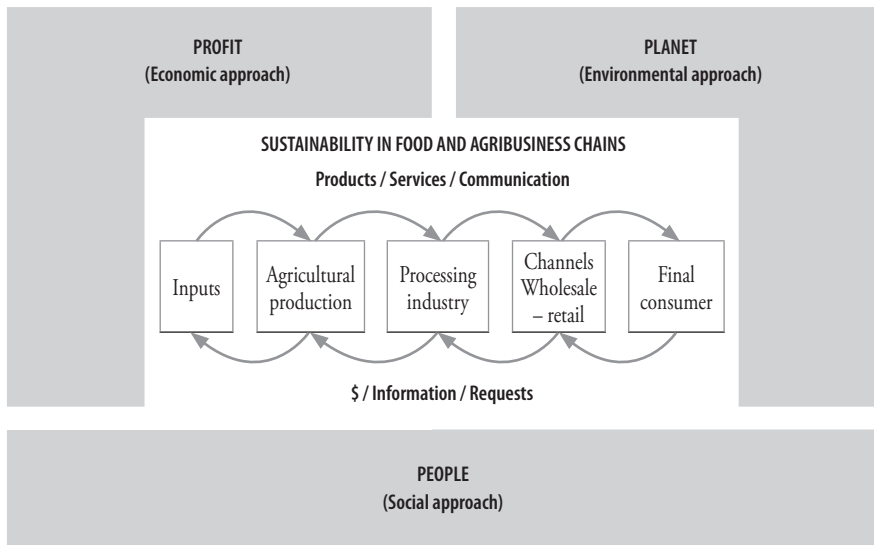 PROFIT
(Economic approach)
PLANET
(Environmental approach)
SUSTAINABILITY IN FOOD AND AGRIBUSINESS CHAINS
Products / Services / Communication
Inputs
Agricultural
production
Processing
industry
Channels
Wholesale
– retail
Final
consumer
$ / Information / Requests
PEOPLE
(Social approach)